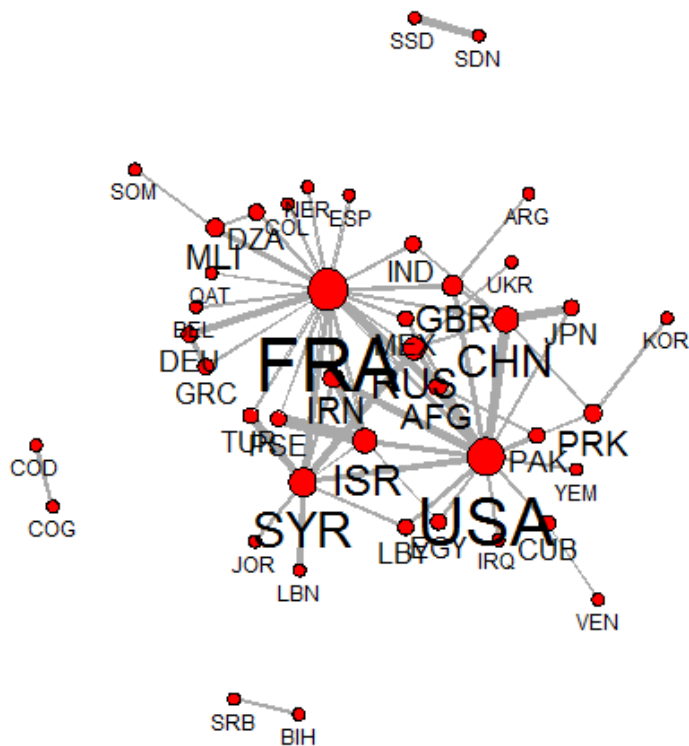 SSD
SDN
SOM
NER
COL
ESP
ARG
DZA
MLI
IND
UKR
QAT
GBR
BEL
MEX
JPN
KOR
DEU
FRA
CHN
GRC
RUS
IRN
AFG
TUR
PSE
PRK
PAK
COD
ISR
YEM
USA
SYR
COG
LBY
EGY
IRQ
CUB
JOR
LBN
VEN
SRB
BIH